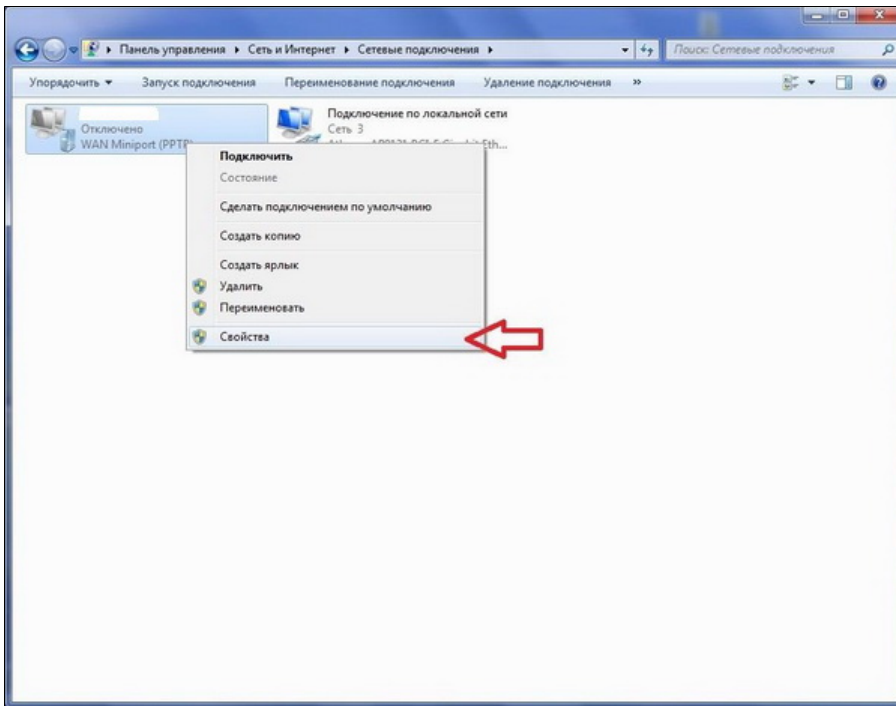 Панель управления ▸ Сеть и Интернет ▸ Сетевые подключения ▸
Поиск: Сетевые подключения
Упорядочить Запуск подключения Переименование подключения Удаление подключения »
Отключено
WAN Miniport (PPTP)
Подключение по локальной сети
Сеть 3
Подключить
Состояние
Сделать подключением по умолчанию
Создать копию
Создать ярлык
Удалить
Переименовать
Свойства